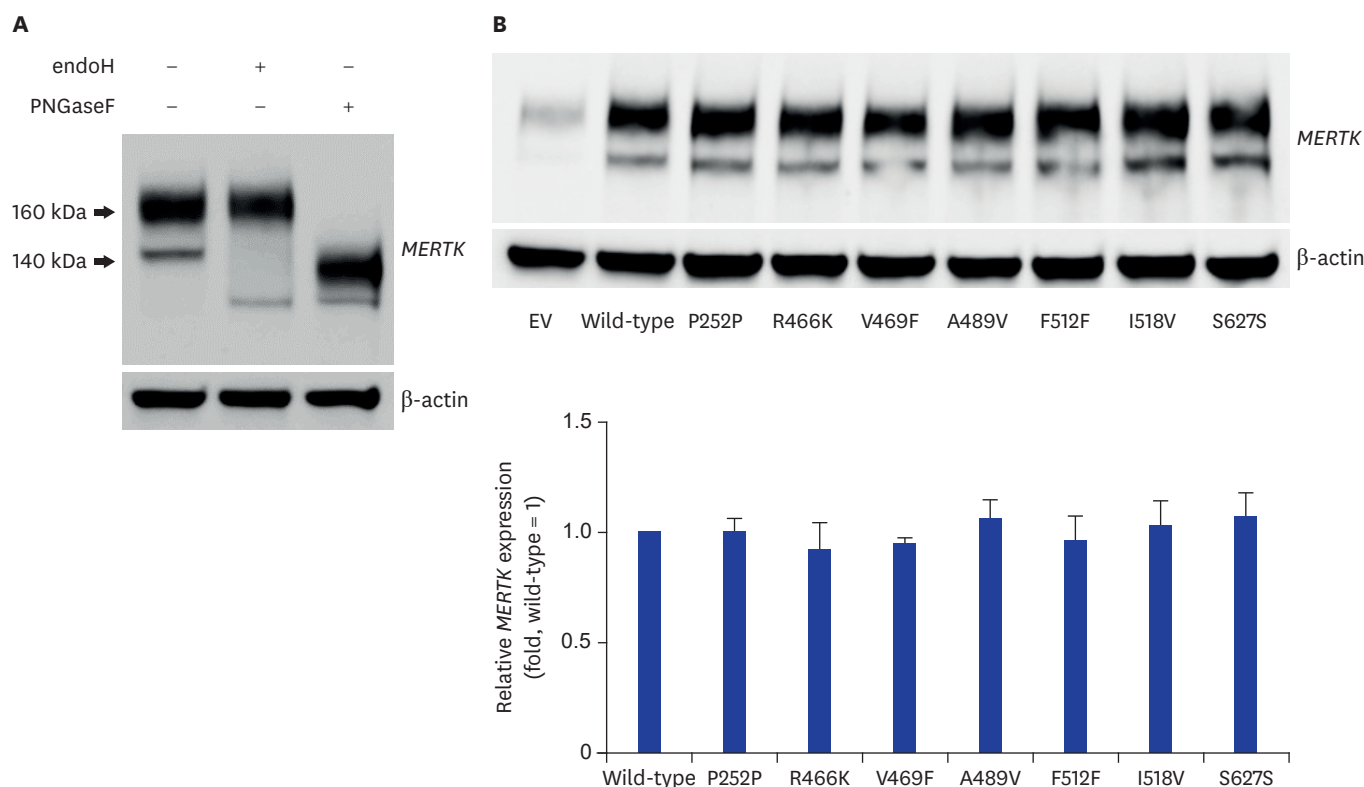 A
endoH – + –
PNGaseF – – +
160 kDa
140 kDa
MERTK
β-actin
B
MERTK
β-actin
EV Wild-type P252P R466K V469F A489V F512F I518V S627S
Relative MERTK expression
(fold, wild-type = 1)
1.5
1.0
0.5
0
Wild-type P252P R466K V469F A489V F512F I518V S627S